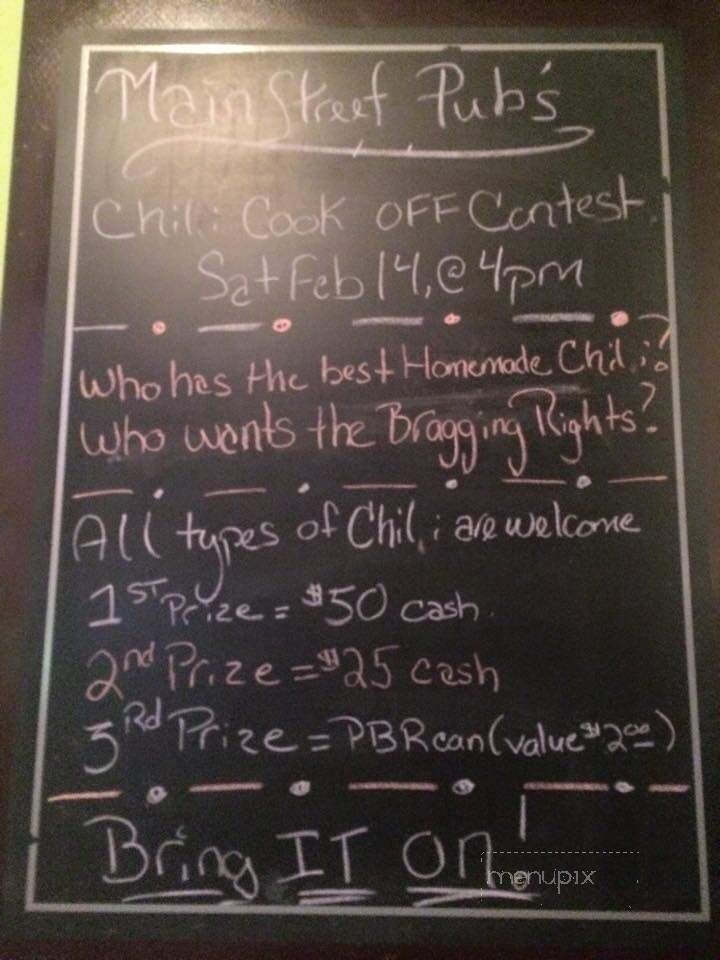 Main Street Pub's
Chili Cook OFF Contest
Sat Feb 14, @ 4pm
Who has the best Homemade Chili?
Who wants the Bragging Rights?
All types of Chili are welcome
1ST Prize = $50 cash.
2nd Prize = $25 cash
3Rd Prize = PBR can (value $2.00)
Bring IT ON!
menupix